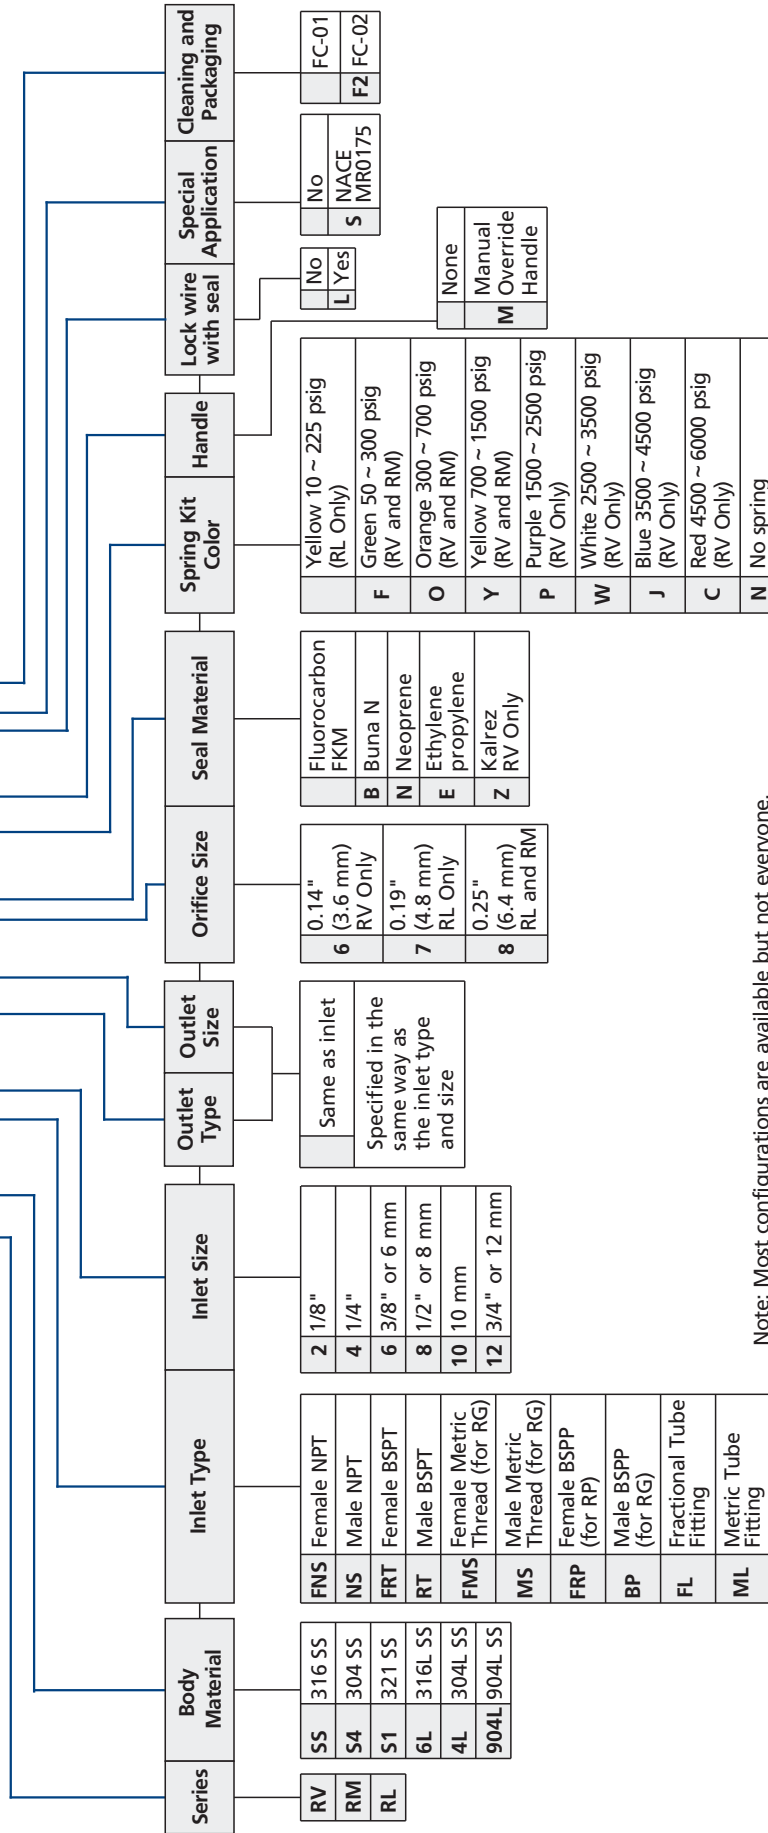 Series
RV
RM
RL
Body
Material
SS 316 SS
S4 304 SS
S1 321 SS
6L 316L SS
4L 304L SS
904L 904L SS
Inlet Type
FNS Female NPT
NS Male NPT
FRT Female BSPT
RT Male BSPT
FMS Female Metric
Thread (for RG)
MS Male Metric
Thread (for RG)
FRP Female BSPP
(for RP)
BP Male BSPP
(for RG)
FL Fractional Tube
Fitting
ML Metric Tube
Fitting
Inlet Size
2 1/8"
4 1/4"
6 3/8" or 6 mm
8 1/2" or 8 mm
10 10 mm
12 3/4" or 12 mm
Outlet
Type
Outlet
Size
Same as inlet
Specified in the
same way as
the inlet type
and size
Orifice Size
6 0.14"
(3.6 mm)
RV Only
7 0.19"
(4.8 mm)
RL Only
8 0.25"
(6.4 mm)
RL and RM
Seal Material
Fluorocarbon
FKM
B Buna N
N Neoprene
E Ethylene
propylene
Z Kalrez
RV Only
Spring Kit
Color
Yellow 10 ~ 225 psig
(RL Only)
F Green 50 ~ 300 psig
(RV and RM)
O Orange 300 ~ 700 psig
(RV and RM)
Y Yellow 700 ~ 1500 psig
(RV and RM)
P Purple 1500 ~ 2500 psig
(RV Only)
W White 2500 ~ 3500 psig
(RV Only)
J Blue 3500 ~ 4500 psig
(RV Only)
C Red 4500 ~ 6000 psig
(RV Only)
N No spring
Handle
None
M Manual
Override
Handle
Lock wire
with seal
No
L Yes
Special
Application
No
S NACE
MR0175
Cleaning and
Packaging
FC-01
F2 FC-02
Note: Most configurations are available but not everyone.